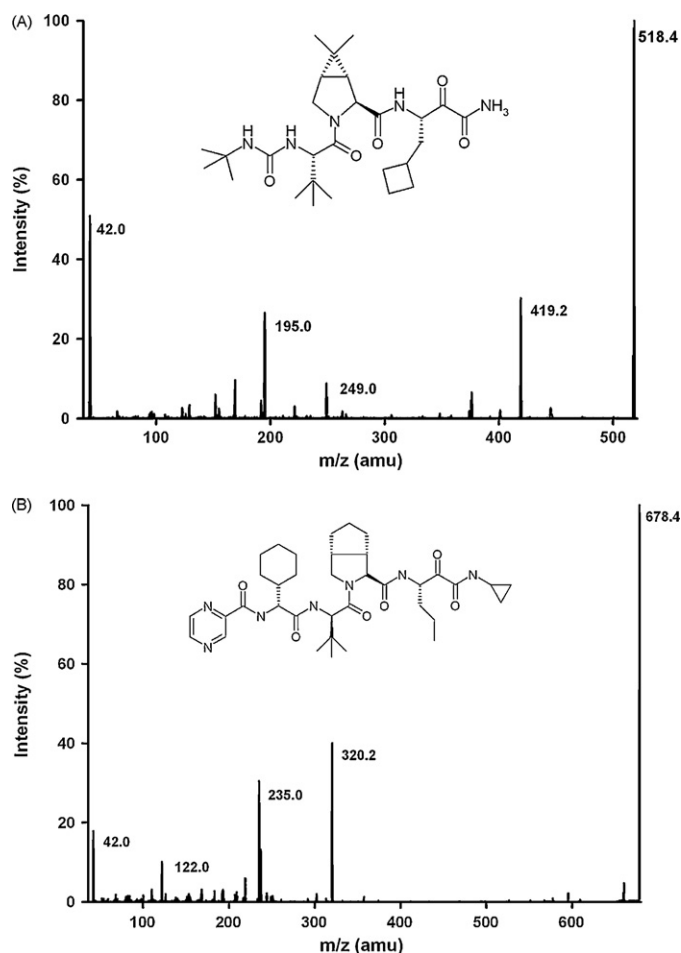 (A)
100
518.4
80
60
42.0
40
195.0
419.2
20
249.0
0
100
200
300
400
500
Intensity (%)
m/z (amu)
H
N
H
N
O
N
O
H
N
O
O
NH3
O
(B)
100
678.4
80
60
40
320.2
235.0
20
42.0
122.0
0
100
200
300
400
500
600
Intensity (%)
m/z (amu)
N
N
O
N
H
O
H
N
N
O
H
N
O
O
H
N
O